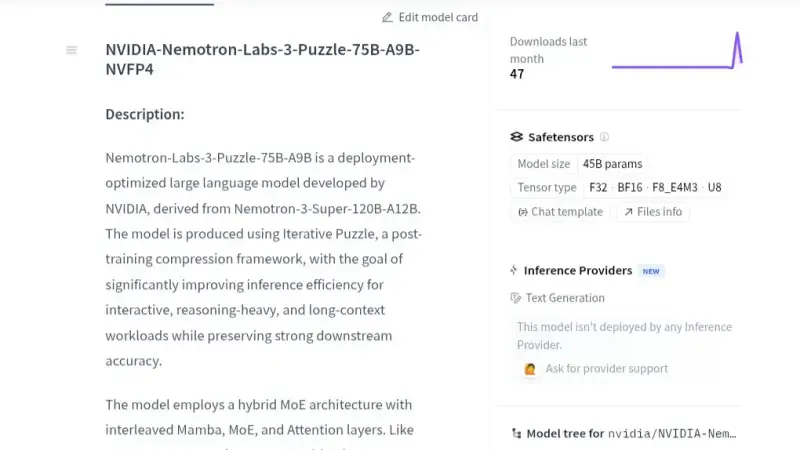 Edit model card
NVIDIA-Nemotron-Labs-3-Puzzle-75B-A9B-
NVFP4
Description:
Nemotron-Labs-3-Puzzle-75B-A9B is a deployment-
optimized large language model developed by
NVIDIA, derived from Nemotron-3-Super-120B-A12B.
The model is produced using Iterative Puzzle, a post-
training compression framework, with the goal of
significantly improving inference efficiency for
interactive, reasoning-heavy, and long-context
workloads while preserving strong downstream
accuracy.
The model employs a hybrid MoE architecture with
interleaved Mamba, MoE, and Attention layers. Like
Downloads last
month
47
Safetensors
Model size 45B params
Tensor type F32 · BF16 · F8_E4M3 · U8
Chat template Files info
Inference Providers NEW
Text Generation
This model isn't deployed by any Inference
Provider.
Ask for provider support
Model tree for nvidia/NVIDIA-Nem…